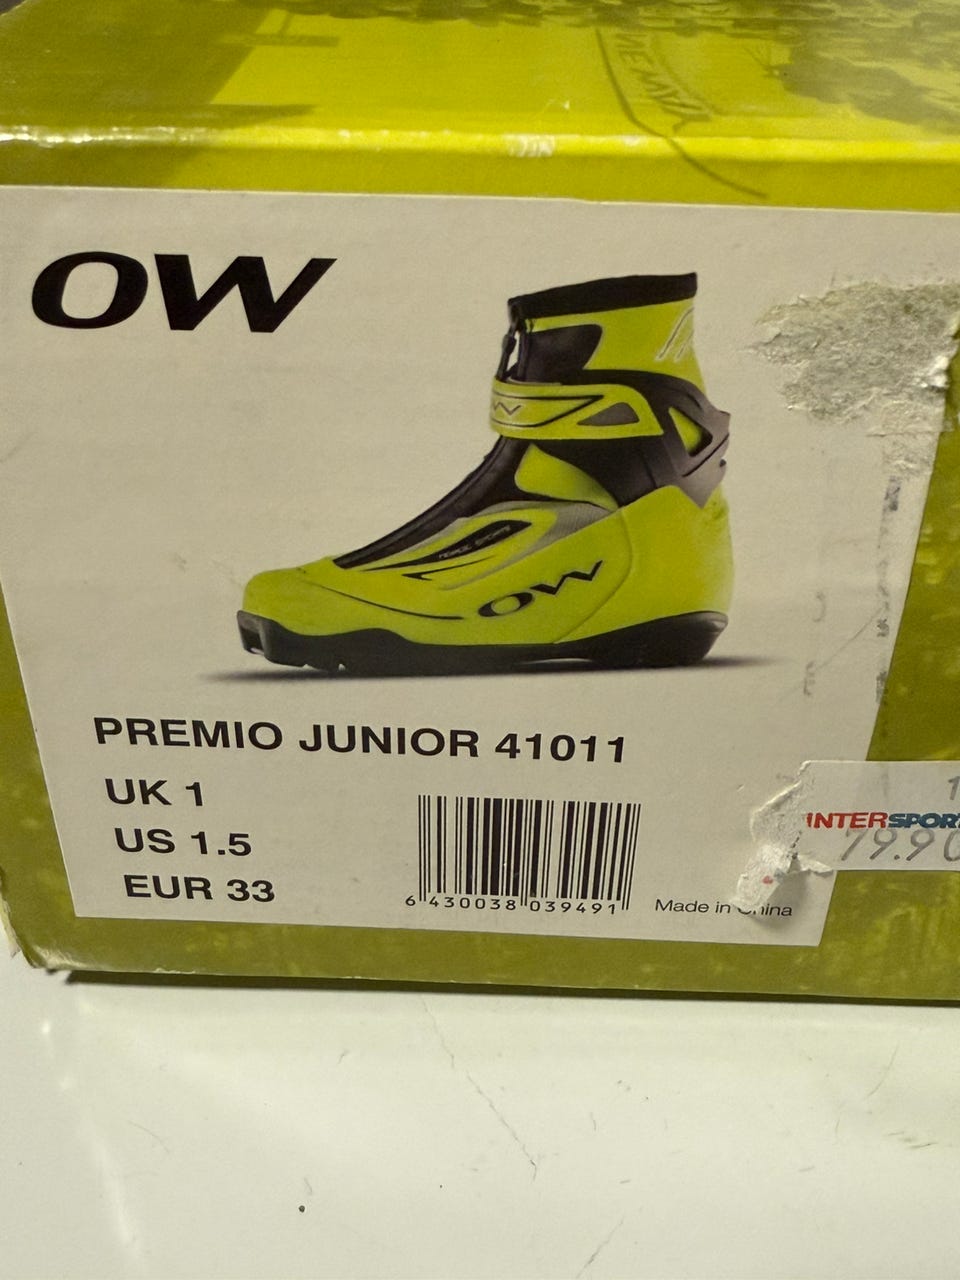 OW
W
OW
PREMIO JUNIOR 41011
UK 1
US 1.5
EUR 33
6 430038 039491
Made in China
INTERSPORT
79.90